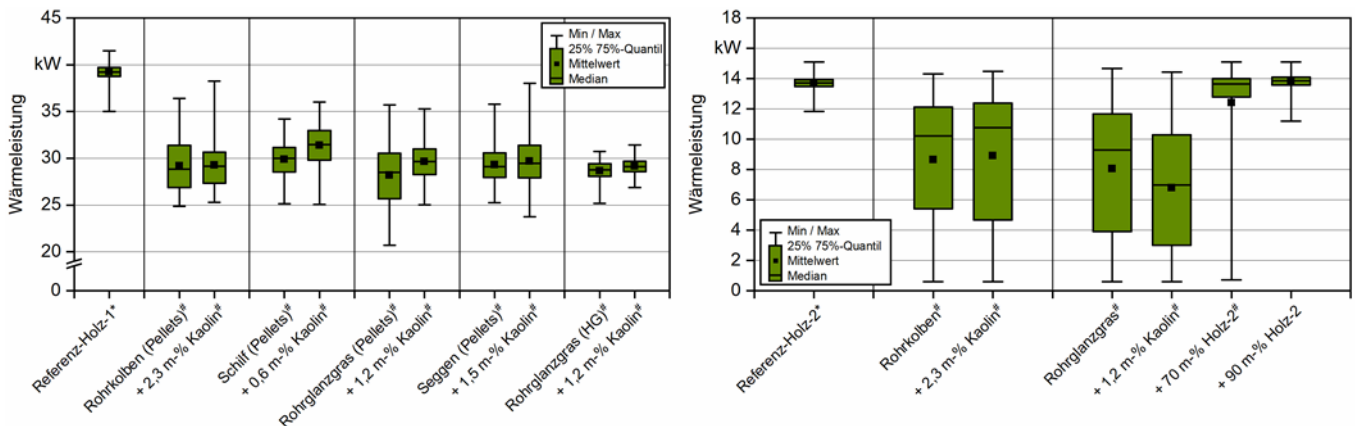 45
kW
35
30
25
20
0
Wärmeleistung
Min / Max
25% 75%-Quantil
Mittelwert
Median
Referenz-Holz-1*
Rohrkolben (Pellets)#
+ 2,3 m-% Kaolin#
Schilf (Pellets)#
+ 0,6 m-% Kaolin#
Rohrglanzgras (Pellets)#
+ 1,2 m-% Kaolin#
Seggen (Pellets)#
+ 1,5 m-% Kaolin#
Rohrglanzgras (HG)#
+ 1,2 m-% Kaolin#
18
kW
14
12
10
8
6
4
2
0
Wärmeleistung
Min / Max
25% 75%-Quantil
Mittelwert
Median
Referenz-Holz-2*
Rohrkolben#
+ 2,3 m-% Kaolin#
Rohrglanzgras#
+ 1,2 m-% Kaolin#
+ 70 m-% Holz-2#
+ 90 m-% Holz-2